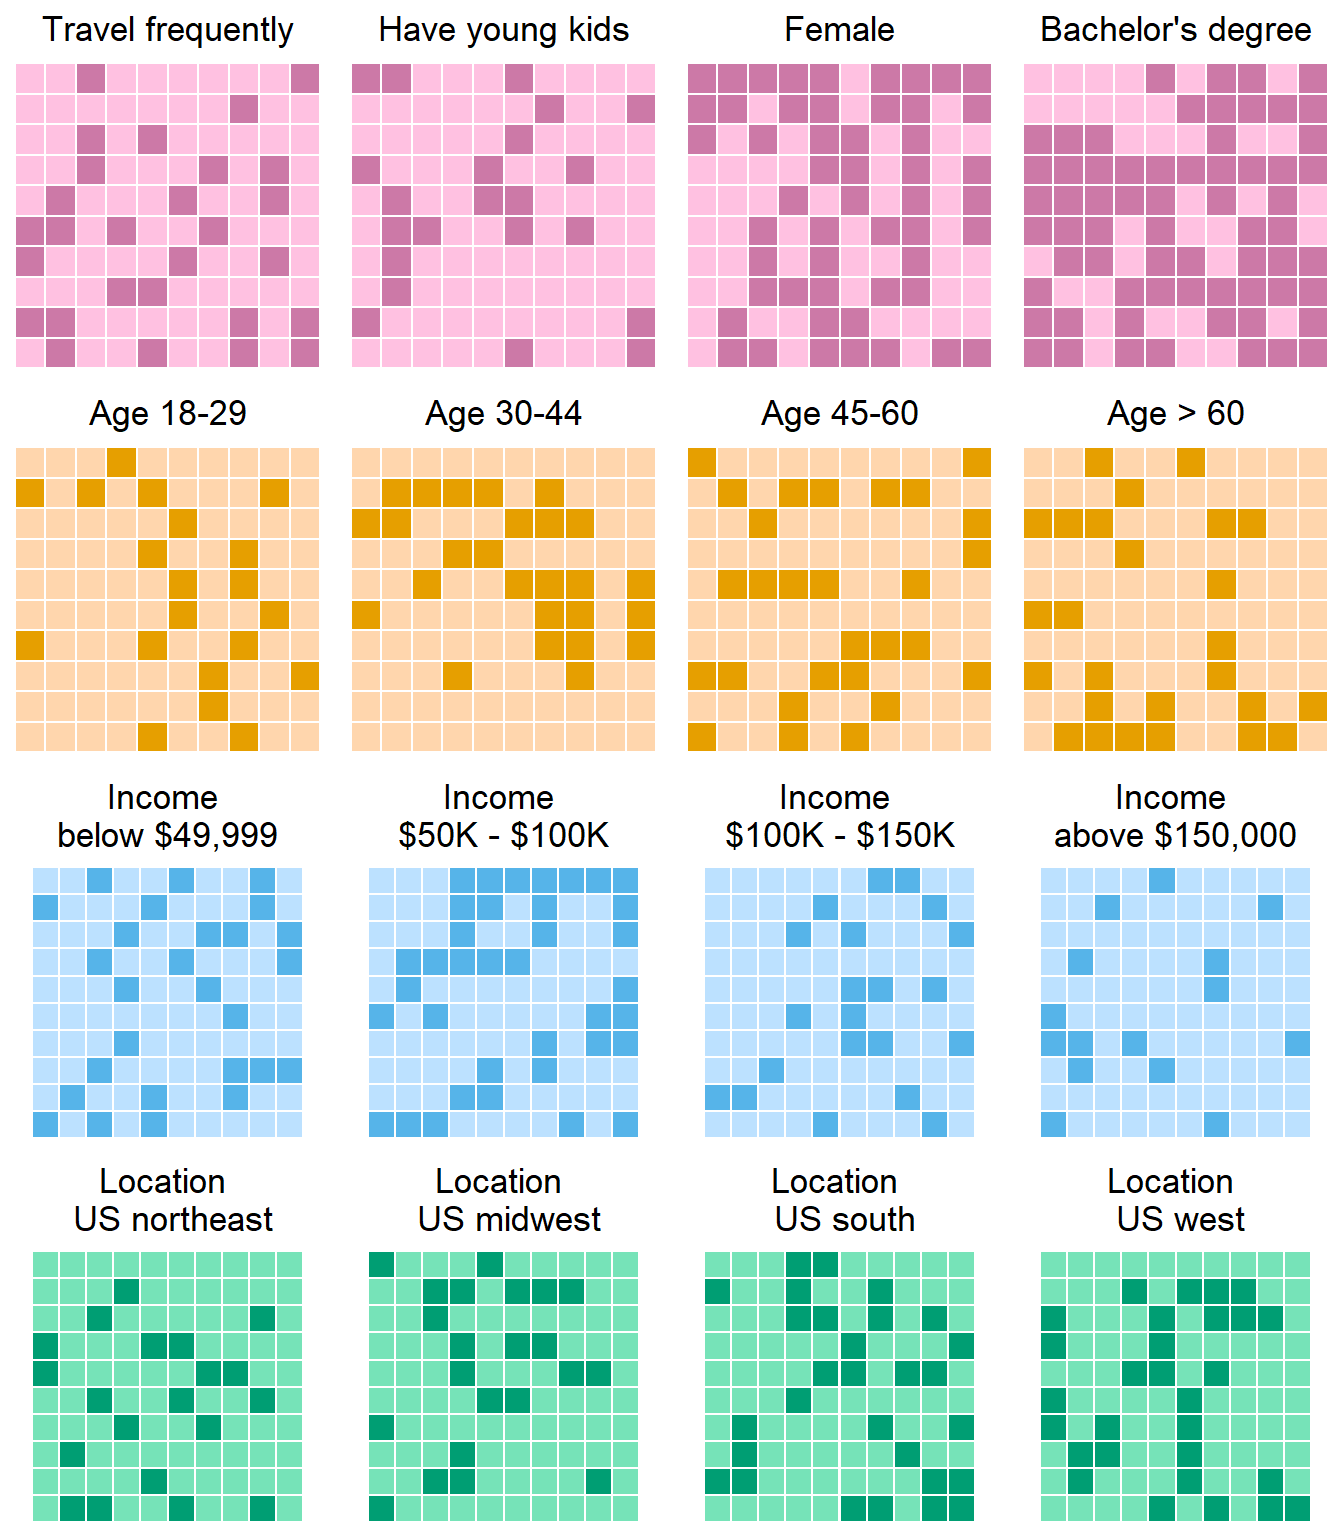 Travel frequently
Have young kids
Female
Bachelor's degree
Age 18-29
Age 30-44
Age 45-60
Age > 60
Income
below $49,999
Income
$50K - $100K
Income
$100K - $150K
Income
above $150,000
Location
US northeast
Location
US midwest
Location
US south
Location
US west